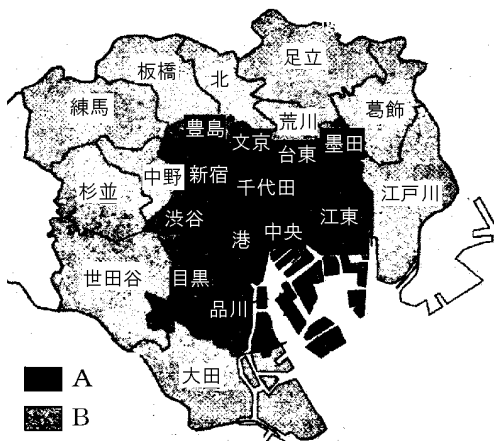 足立
板橋
北
練馬
葛飾
荒川
豊島
文京
墨田
台東
中野
新宿
杉並
千代田
江戸川
渋谷
江東
港
中央
世田谷
目黒
品川
大田
A
B